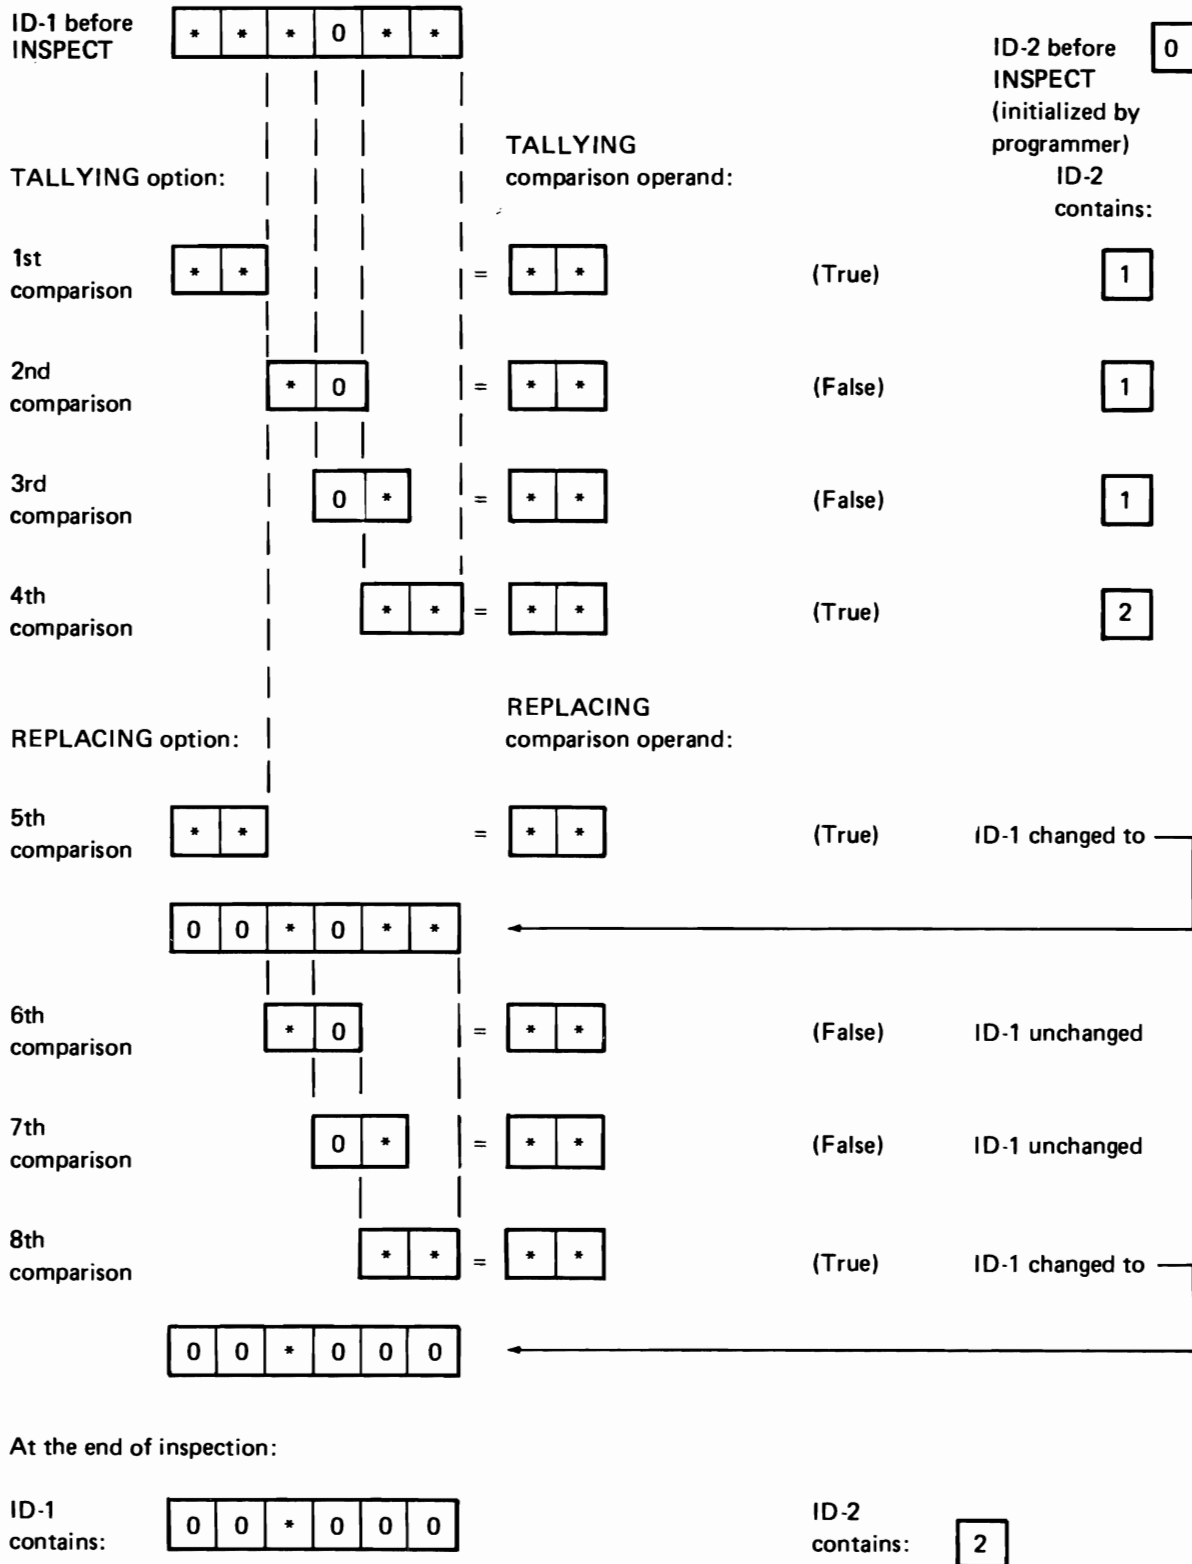 ID-1 before
INSPECT
* * * 0 * *
ID-2 before
INSPECT
(initialized by
programmer)
0
TALLYING option:
TALLYING
comparison operand:
ID-2
contains:
1st
comparison
* * = * * (True) 1
2nd
comparison
* 0 = * * (False) 1
3rd
comparison
0 * = * * (False) 1
4th
comparison
* * = * * (True) 2
REPLACING option:
REPLACING
comparison operand:
5th
comparison
* * = * * (True) ID-1 changed to
0 0 * 0 * *
6th
comparison
* 0 = * * (False) ID-1 unchanged
7th
comparison
0 * = * * (False) ID-1 unchanged
8th
comparison
* * = * * (True) ID-1 changed to
0 0 * 0 0 0
At the end of inspection:
ID-1
contains:
0 0 * 0 0 0
ID-2
contains:
2